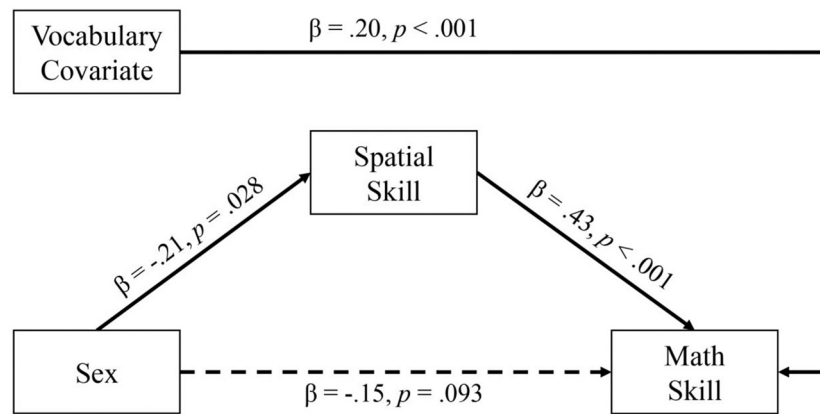 Vocabulary
Covariate
β = .20, p < .001
Spatial
Skill
β = -.21, p = .028
β = .43, p < .001
Sex
β = -.15, p = .093
Math
Skill